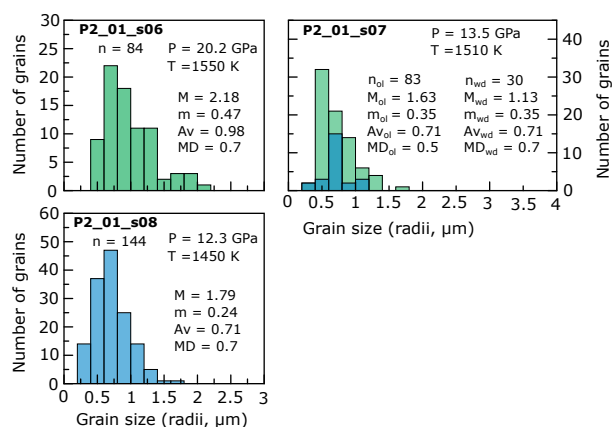 P2_01_s06
n = 84
P = 20.2 GPa
T =1550 K
M = 2.18
m = 0.47
Av = 0.98
MD = 0.7
Number of grains
30
25
20
15
10
5
0
P2_01_s07
P = 13.5 GPa
T =1510 K
n_ol = 83
M_ol = 1.63
m_ol = 0.35
Av_ol = 0.71
MD_ol = 0.5
n_wd = 30
M_wd = 1.13
m_wd = 0.35
Av_wd = 0.71
MD_wd = 0.7
40
30
20
10
0
Number of grains
0 0.5 1 1.5 2 2.5 3 3.5 4
Grain size (radii, µm)
P2_01_s08
n = 144
P = 12.3 GPa
T =1450 K
M = 1.79
m = 0.24
Av = 0.71
MD = 0.7
Number of grains
60
50
40
30
20
10
0
0.5 1 1.5 2 2.5 3
Grain size (radii, µm)